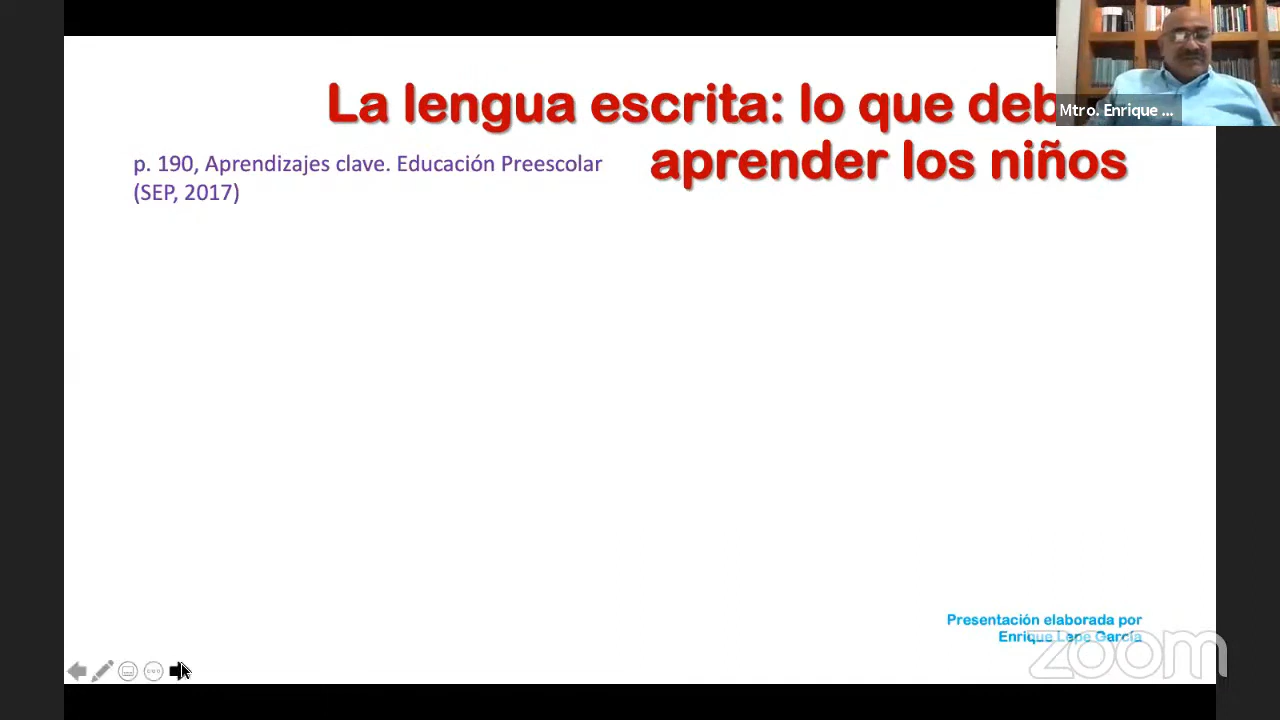 La lengua escrita: lo que deb
aprender los niños
p. 190, Aprendizajes clave. Educación Preescolar
(SEP, 2017)
Mtro. Enrique ...
Presentación elaborada por
Enrique Lepe García
zoom